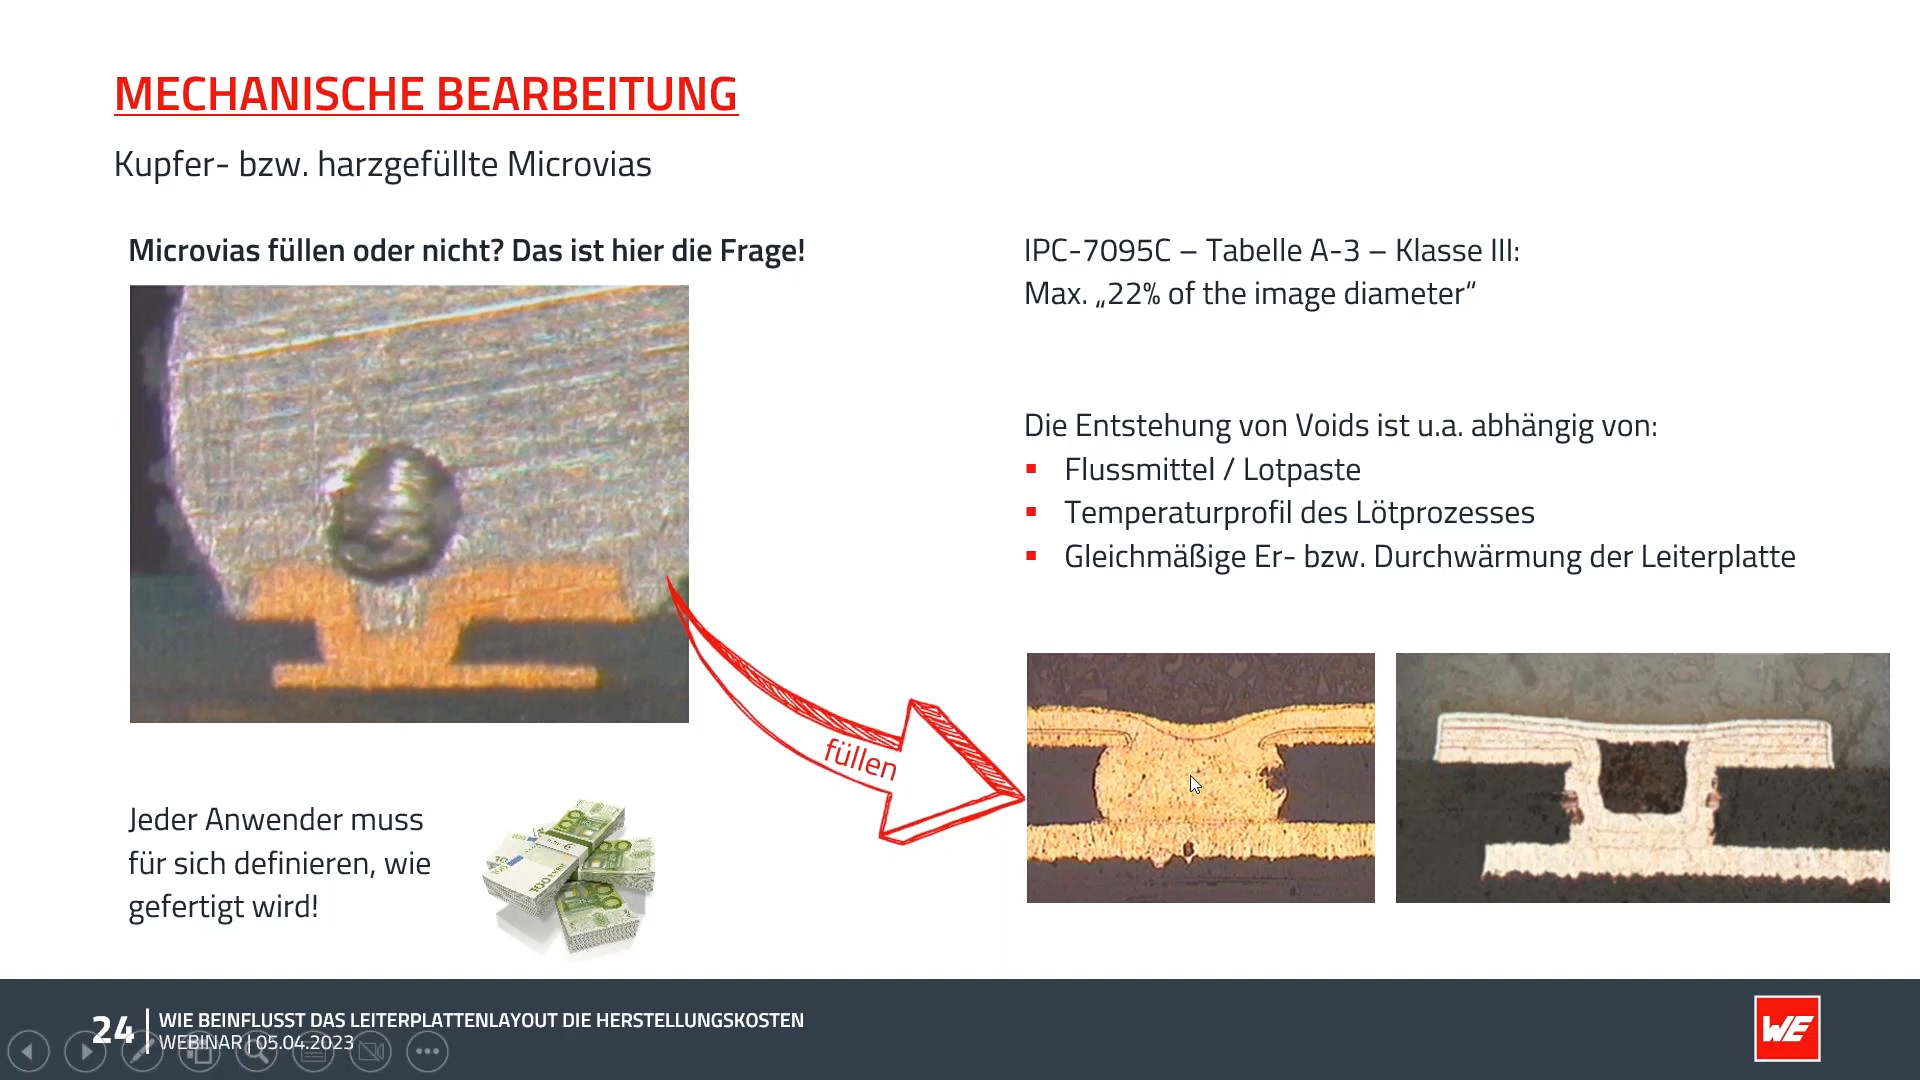 MECHANISCHE BEARBEITUNG
Kupfer- bzw. harzgefüllte Microvias
Microvias füllen oder nicht? Das ist hier die Frage!
füllen
Jeder Anwender muss
für sich definieren, wie
gefertigt wird!
IPC-7095C – Tabelle A-3 – Klasse III:
Max. „22% of the image diameter“
Die Entstehung von Voids ist u.a. abhängig von:
▪ Flussmittel / Lotpaste
▪ Temperaturprofil des Lötprozesses
▪ Gleichmäßige Er- bzw. Durchwärmung der Leiterplatte
24
WIE BEINFLUSST DAS LEITERPLATTENLAYOUT DIE HERSTELLUNGSKOSTEN
WEBINAR | 05.04.2023
WE